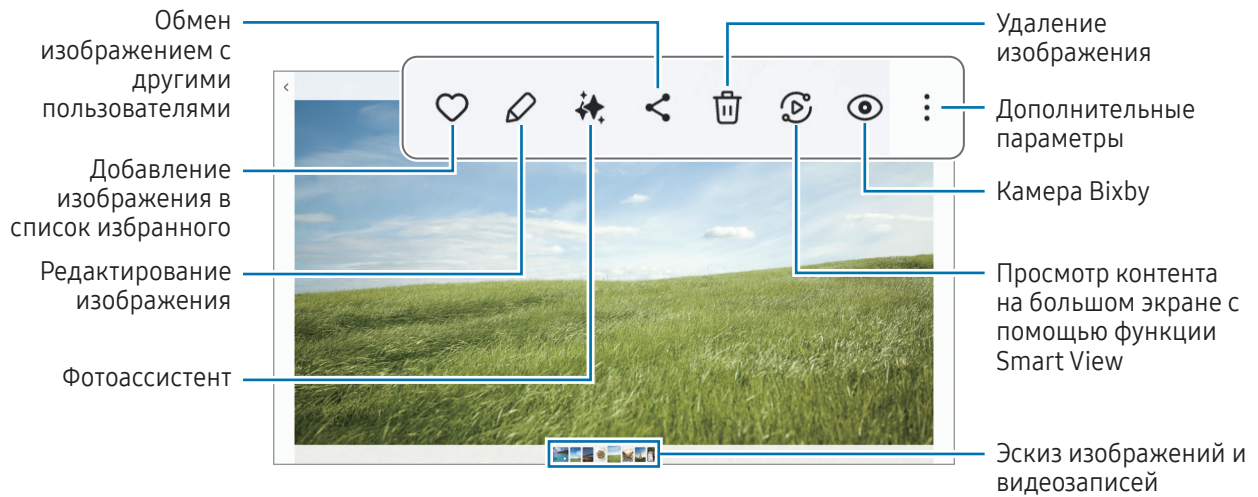 Обмен
изображением с
другими
пользователями
Добавление
изображения в
список избранного
Редактирование
изображения
Фотоассистент
Удаление
изображения
Дополнительные
параметры
Камера Bixby
Просмотр контента
на большом экране с
помощью функции
Smart View
Эскиз изображений и
видеозаписей